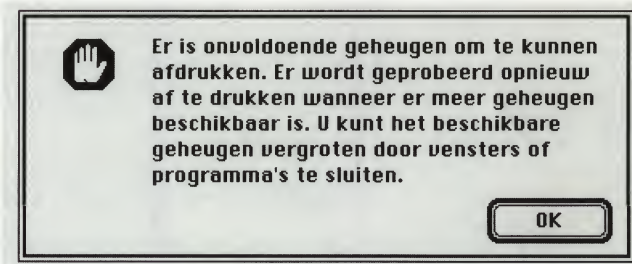 Er is onvoldoende geheugen om te kunnen
afdrukken. Er wordt geprobeerd opnieuw
af te drukken wanneer er meer geheugen
beschikbaar is. U kunt het beschikbare
geheugen vergroten door vensters of
programma's te sluiten.
OK